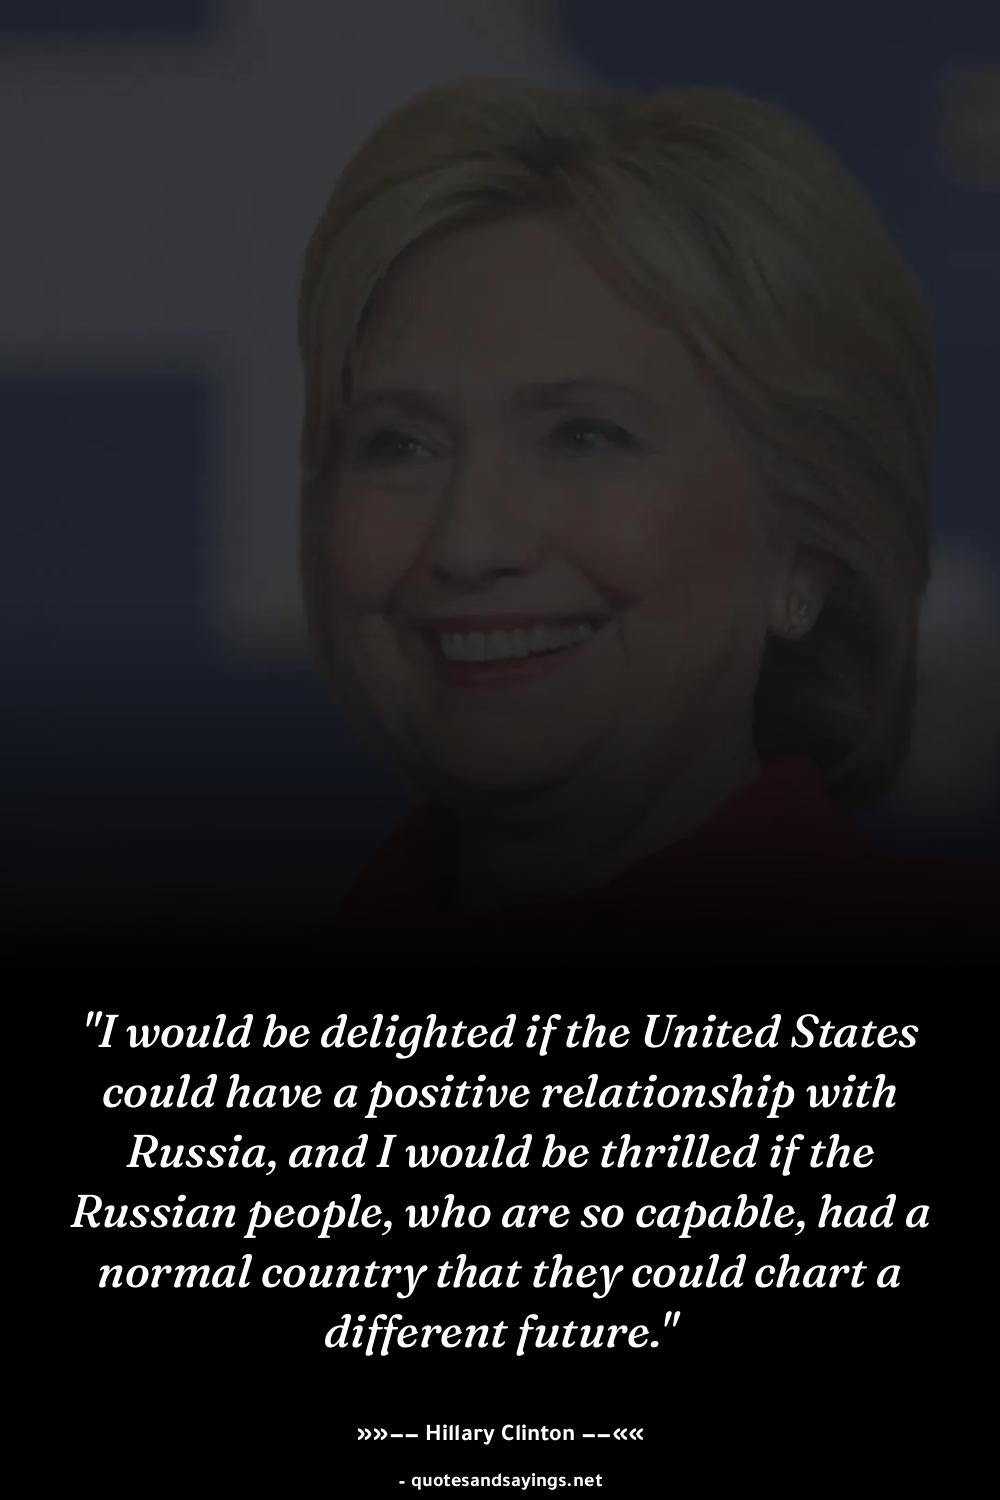 "I would be delighted if the United States
could have a positive relationship with
Russia, and I would be thrilled if the
Russian people, who are so capable, had a
normal country that they could chart a
different future."
»»−− Hillary Clinton −−««
- quotesandsayings.net